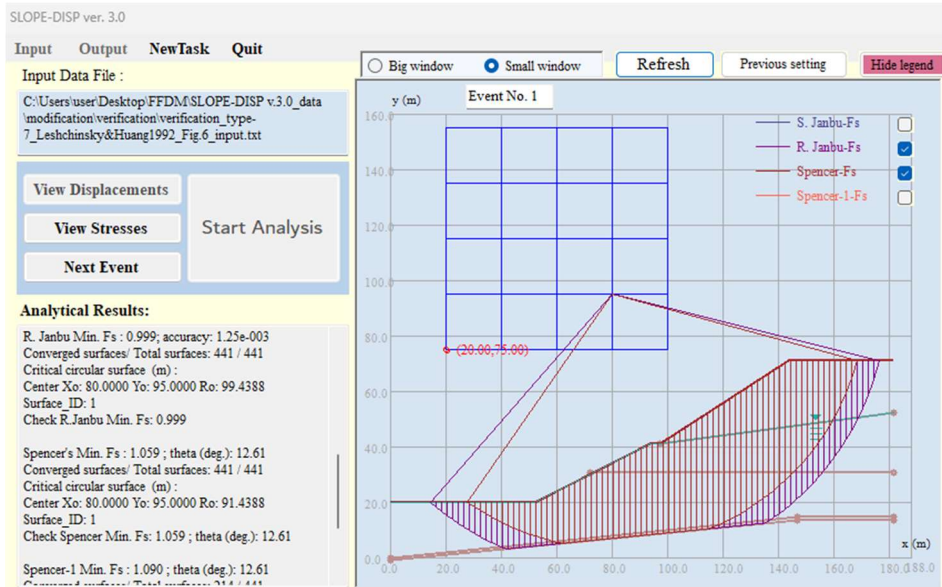 SLOPE-DISP ver. 3.0
Input Output NewTask Quit
Input Data File :
C:\Users\user\Desktop\FFDM\SLOPE-DISP v.3.0_data
\modification\verification\verification_type-
7_Leshchinsky&Huang1992_Fig.6_input.txt
View Displacements
View Stresses
Next Event
Start Analysis
Analytical Results:
R. Janbu Min. Fs : 0.999; accuracy: 1.25e-003
Converged surfaces/ Total surfaces: 441 / 441
Critical circular surface (m) :
Center Xo: 80.0000 Yo: 95.0000 Ro: 99.4388
Surface_ID: 1
Check R.Janbu Min. Fs: 0.999
Spencer's Min. Fs : 1.059 ; theta (deg.): 12.61
Converged surfaces/ Total surfaces: 441 / 441
Critical circular surface (m) :
Center Xo: 80.0000 Yo: 95.0000 Ro: 91.4388
Surface_ID: 1
Check Spencer Min. Fs: 1.059 ; theta (deg.): 12.61
Spencer-1 Min. Fs : 1.090 ; theta (deg.): 12.61
Converged surfaces/ Total surfaces: 214 / 441
Big window Small window Refresh Previous setting Hide legend
y (m) Event No. 1
S. Janbu-Fs
R. Janbu-Fs
Spencer-Fs
Spencer-1-Fs
160.0
140.0
120.0
100.0
80.0
(20.00,75.00)
60.0
40.0
20.0
0.0
x (m)
0.0 20.0 40.0 60.0 80.0 100.0 120.0 140.0 160.0 180.0 188.0